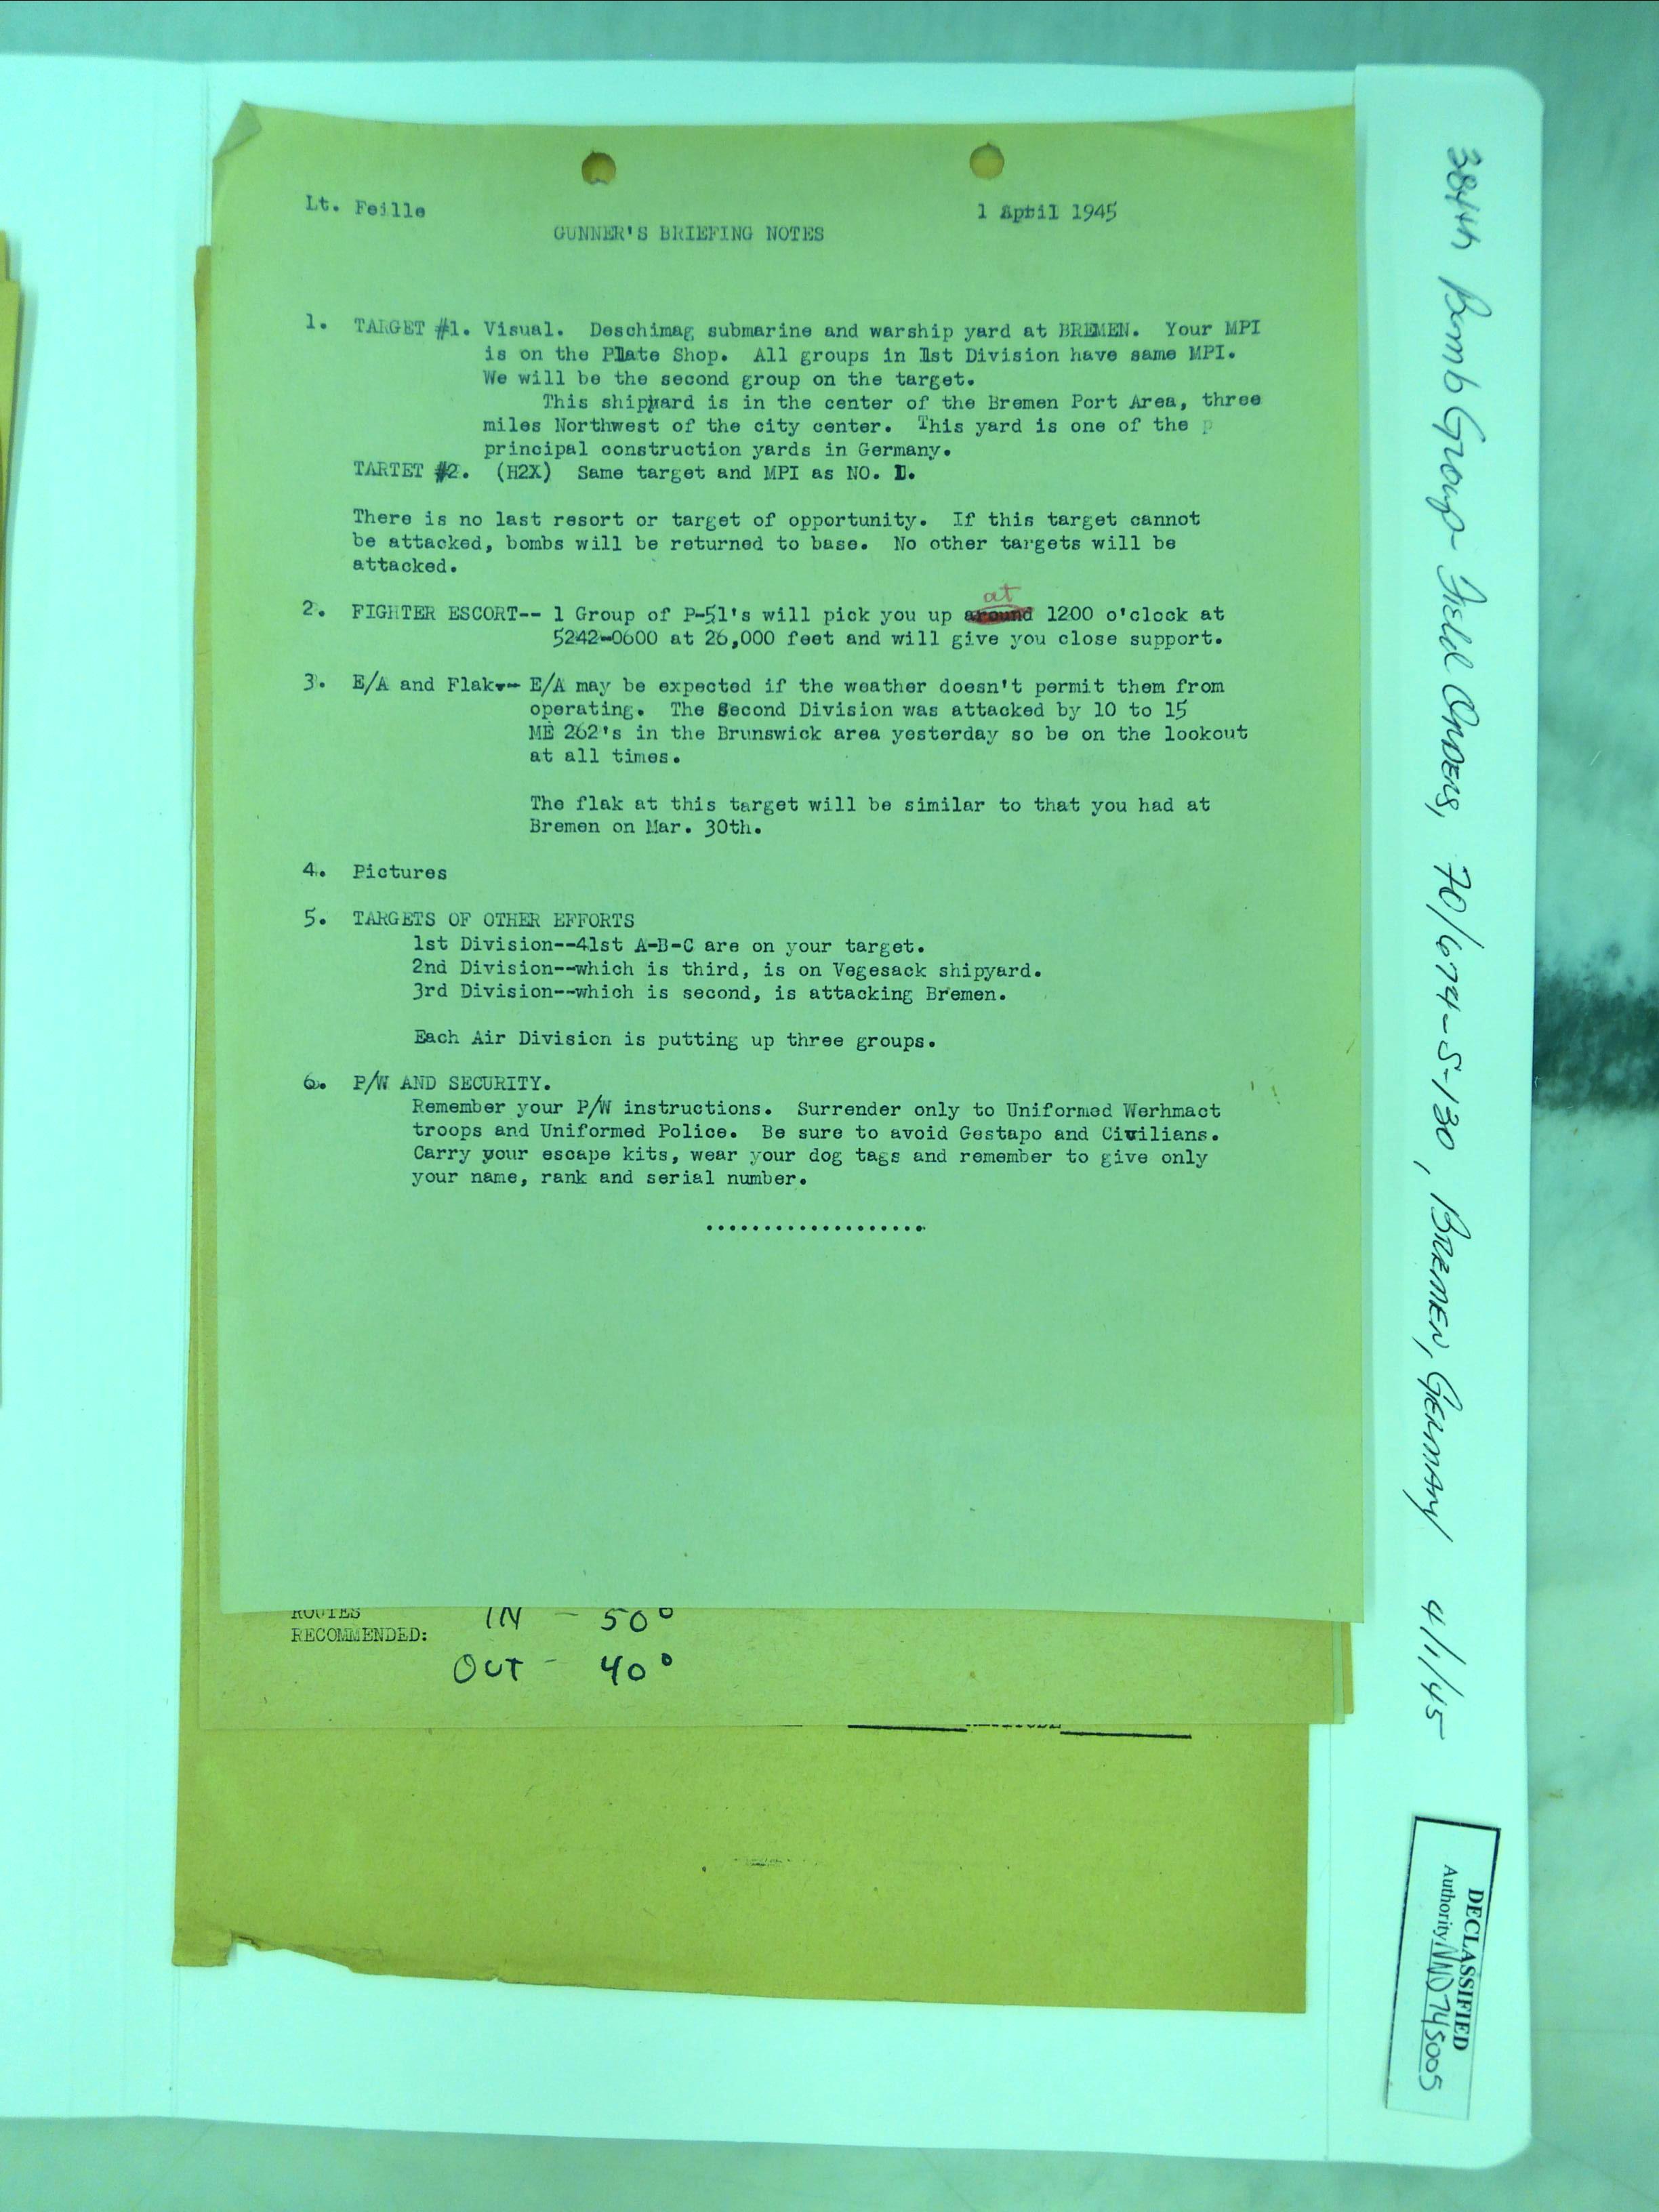 Lt. Feille 1 April 1945
GUNNER'S BRIEFING NOTES
1. TARGET #1. Visual. Deschimag submarine and warship yard at BREMEN. Your MPI
is on the Plate Shop. All groups in 1st Division have same MPI.
We will be the second group on the target.
This shipyard is in the center of the Bremen Port Area, three
miles Northwest of the city center. This yard is one of the p
principal construction yards in Germany.
TARTET #2. (H2X) Same target and MPI as NO. 1.
There is no last resort or target of opportunity. If this target cannot
be attacked, bombs will be returned to base. No other targets will be
attacked.
at
2. FIGHTER ESCORT-- 1 Group of P-51's will pick you up around 1200 o'clock at
5242-0600 at 26,000 feet and will give you close support.
3. E/A and Flak-- E/A may be expected if the weather doesn't permit them from
operating. The Second Division was attacked by 10 to 15
ME 262's in the Brunswick area yesterday so be on the lookout
at all times.
The flak at this target will be similar to that you had at
Bremen on Mar. 30th.
4. Pictures
5. TARGETS OF OTHER EFFORTS
1st Division--41st A-B-C are on your target.
2nd Division--which is third, is on Vegesack shipyard.
3rd Division--which is second, is attacking Bremen.
Each Air Division is putting up three groups.
6. P/W AND SECURITY.
Remember your P/W instructions. Surrender only to Uniformed Werhmact
troops and Uniformed Police. Be sure to avoid Gestapo and Civilians.
Carry your escape kits, wear your dog tags and remember to give only
your name, rank and serial number.
...................
ROUTES IN - 50°
RECOMMENDED:
OUT - 40°
384th Bomb Group Field Orders, 70/674-S-130, BREMEN, GERMANY 4/1/45
DECLASSIFIED
Authority NND745005